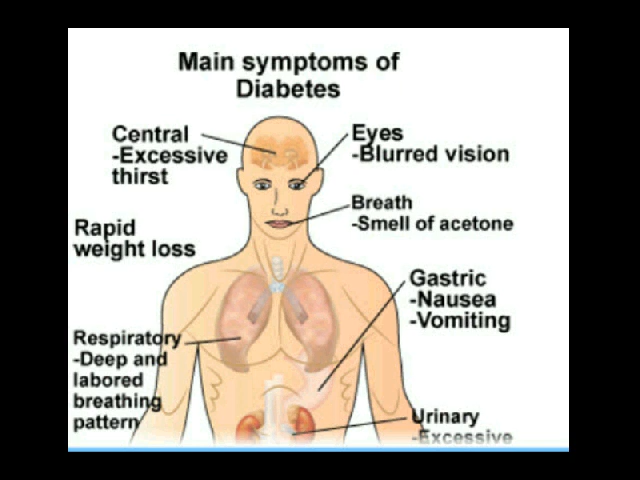 Main symptoms of
Diabetes
Central
-Excessive
thirst
Eyes
-Blurred vision
Breath
-Smell of acetone
Rapid
weight loss
Gastric
-Nausea
-Vomiting
Respiratory
-Deep and
labored
breathing
pattern
Urinary
-Excessive